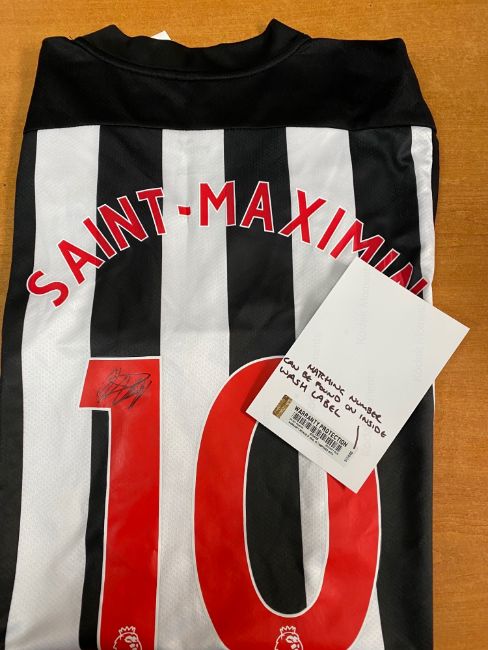 SAINT-MAXIMIN
10
MATCHING NUMBER
CAN BE FOUND ON INSIDE
WASH LABEL
WARRANTY PROTECTION